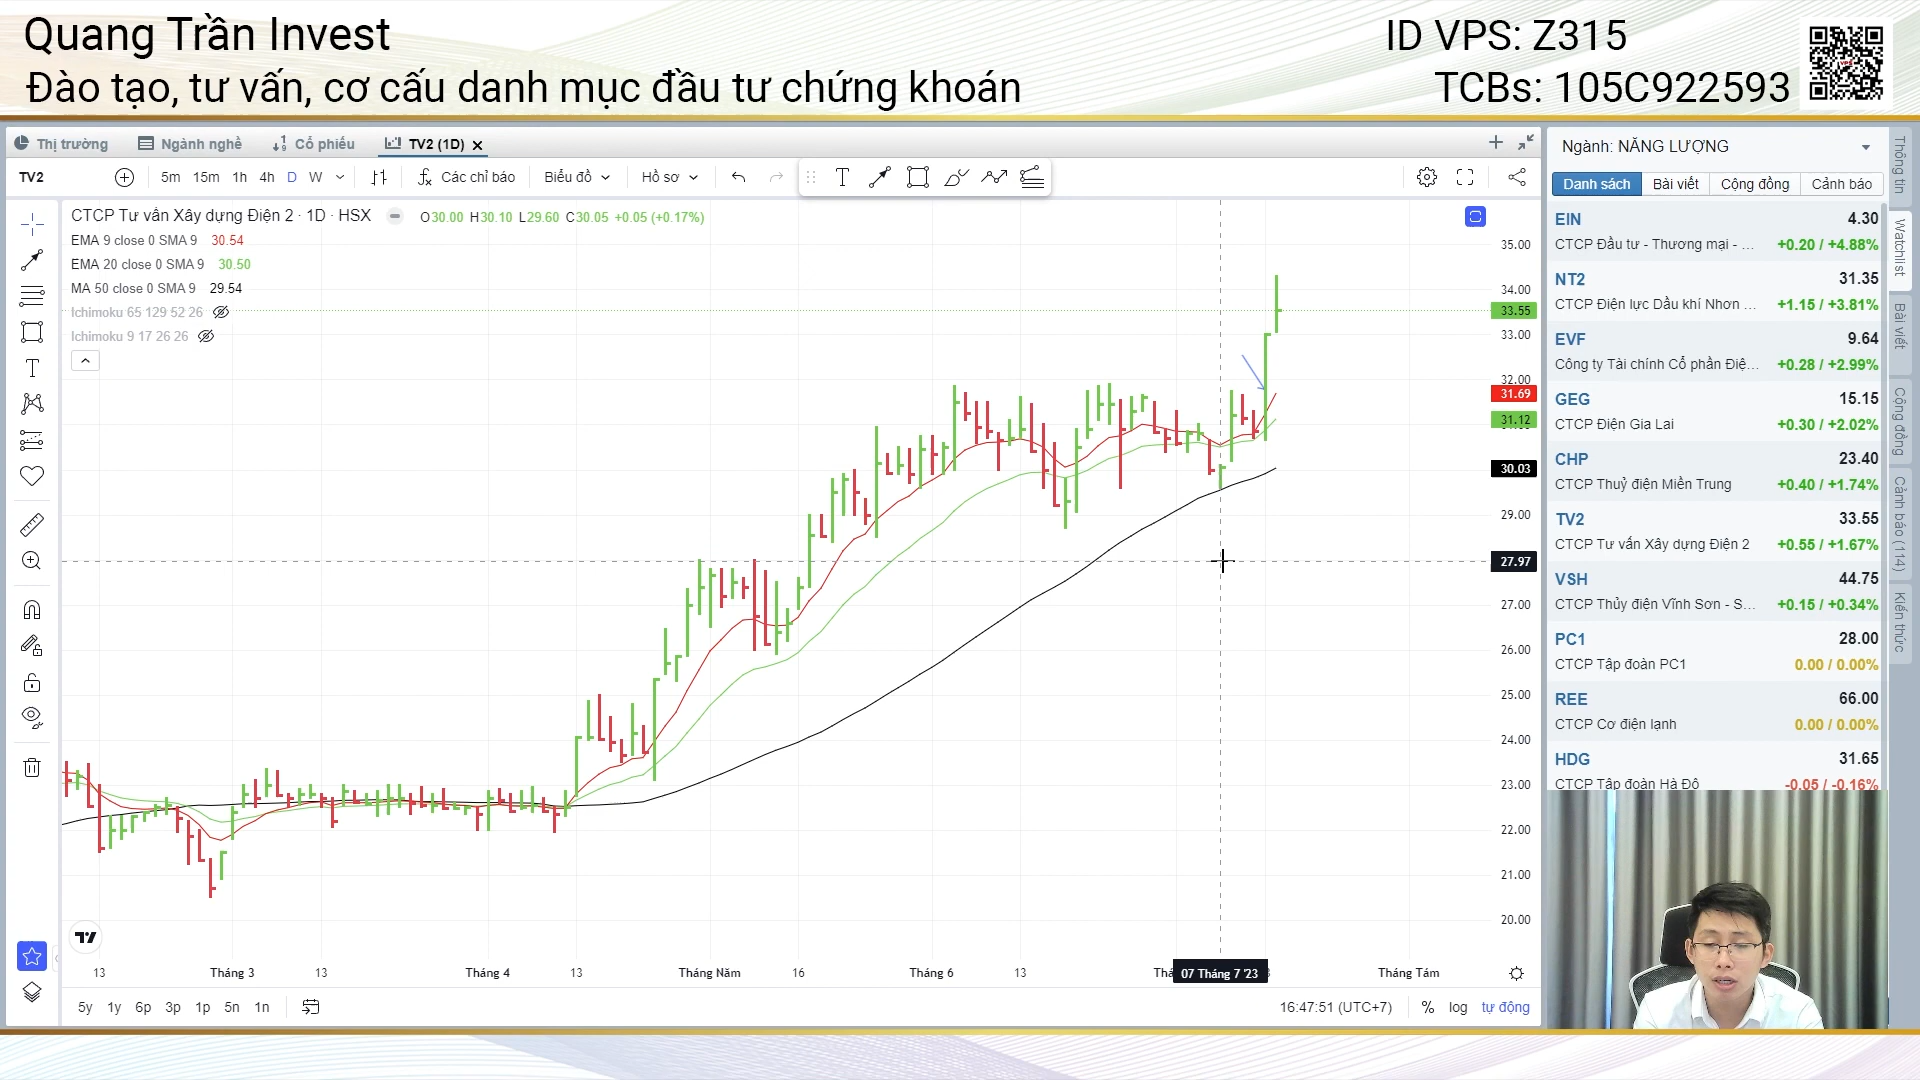 Quang Trần Invest
Đào tạo, tư vấn, cơ cấu danh mục đầu tư chứng khoán
ID VPS: Z315
TCBs: 105C922593
Thị trường
Ngành nghề
Cổ phiếu
TV2 (1D)
TV2
5m 15m 1h 4h D W
Các chỉ báo
Biểu đồ
Hồ sơ
CTCP Tư vấn Xây dựng Điện 2 · 1D · HSX
O30.00 H30.10 L29.60 C30.05 +0.05 (+0.17%)
EMA 9 close 0 SMA 9 30.54
EMA 20 close 0 SMA 9 30.50
MA 50 close 0 SMA 9 29.54
Ichimoku 65 129 52 26
Ichimoku 9 17 26 26
35.00
34.00
33.55
33.00
32.00
31.69
31.12
30.03
29.00
27.97
27.00
26.00
25.00
24.00
23.00
22.00
21.00
20.00
13 Tháng 3 13 Tháng 4 13 Tháng Năm 16 Tháng 6 13 07 Tháng 7 '23 Tháng Tám
5y 1y 6p 3p 1p 5n 1n
16:47:51 (UTC+7) % log tự động
Ngành: NĂNG LƯỢNG
Danh sách Bài viết Cộng đồng Cảnh báo
EIN 4.30
CTCP Đầu tư - Thương mại - ... +0.20 / +4.88%
NT2 31.35
CTCP Điện lực Dầu khí Nhơn ... +1.15 / +3.81%
EVF 9.64
Công ty Tài chính Cổ phần Điệ... +0.28 / +2.99%
GEG 15.15
CTCP Điện Gia Lai +0.30 / +2.02%
CHP 23.40
CTCP Thuỷ điện Miền Trung +0.40 / +1.74%
TV2 33.55
CTCP Tư vấn Xây dựng Điện 2 +0.55 / +1.67%
VSH 44.75
CTCP Thủy điện Vĩnh Sơn - S... +0.15 / +0.34%
PC1 28.00
CTCP Tập đoàn PC1 0.00 / 0.00%
REE 66.00
CTCP Cơ điện lạnh 0.00 / 0.00%
HDG 31.65
CTCP Tập đoàn Hà Đô -0.05 / -0.16%
Thông tin
Watchlist
Bài viết
Cộng đồng
Cảnh báo (114)
Kiến thức